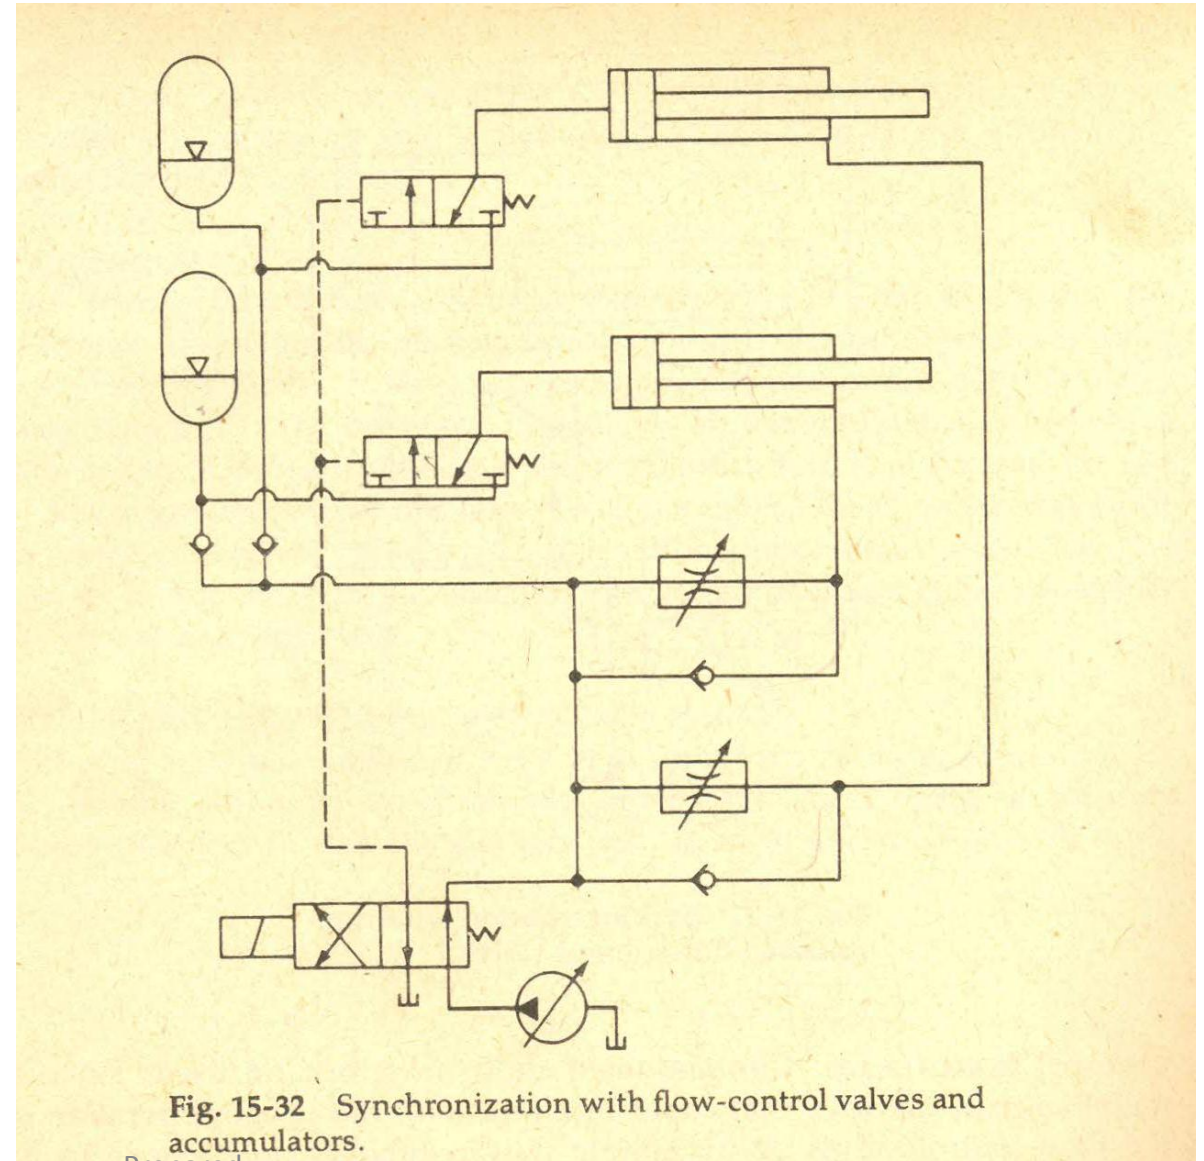 Fig. 15-32 Synchronization with flow-control valves and
accumulators.